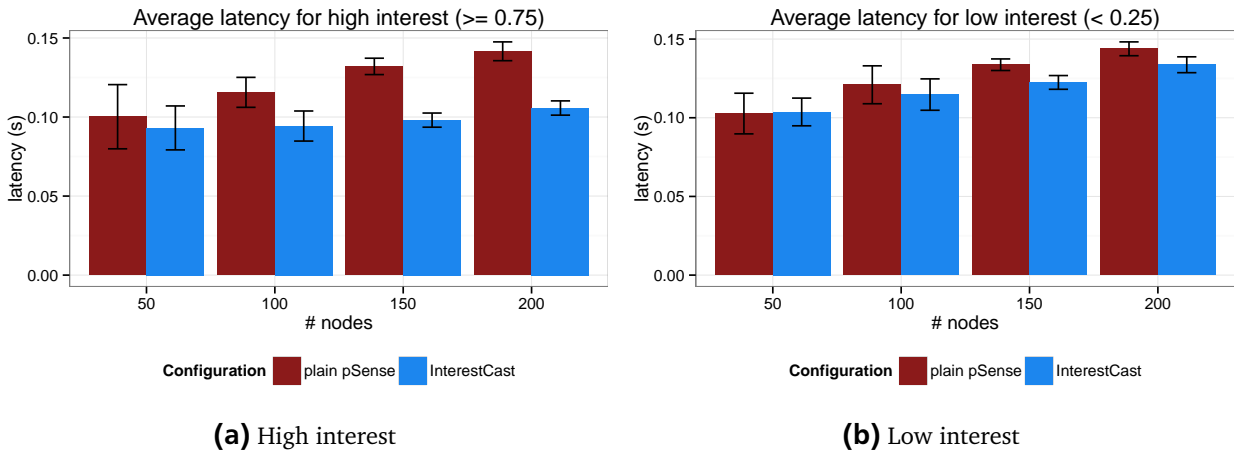 Average latency for high interest (>= 0.75)
0.15
0.10
0.05
0.00
latency (s)
50 100 150 200
# nodes
Configuration plain pSense InterestCast
(a) High interest
Average latency for low interest (< 0.25)
0.15
0.10
0.05
0.00
latency (s)
50 100 150 200
# nodes
Configuration plain pSense InterestCast
(b) Low interest